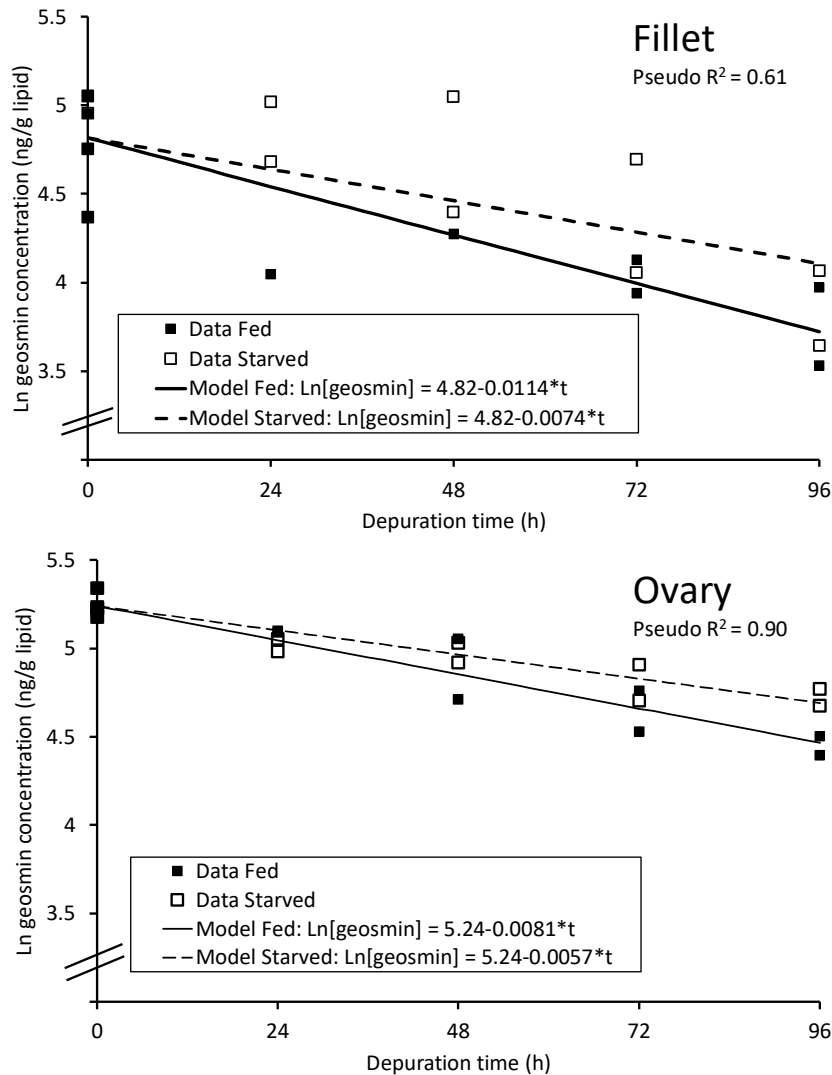 Fillet
Pseudo R² = 0.61
Ln geosmin concentration (ng/g lipid)
5.5
5
4.5
4
3.5
Data Fed
Data Starved
Model Fed: Ln[geosmin] = 4.82-0.0114*t
Model Starved: Ln[geosmin] = 4.82-0.0074*t
0 24 48 72 96
Depuration time (h)
Ovary
Pseudo R² = 0.90
Ln geosmin concentration (ng/g lipid)
5.5
5
4.5
4
3.5
Data Fed
Data Starved
Model Fed: Ln[geosmin] = 5.24-0.0081*t
Model Starved: Ln[geosmin] = 5.24-0.0057*t
0 24 48 72 96
Depuration time (h)